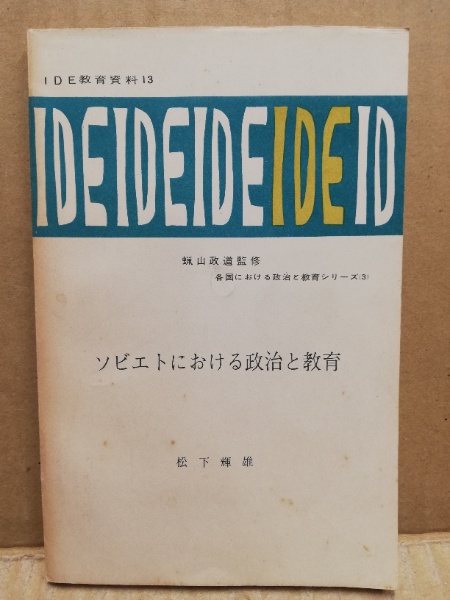 IDE教育資料13
IDEIDEIDEIDEID
蝋山政道監修
各国における政治と教育シリーズ(3)
ソビエトにおける政治と教育
松下輝雄